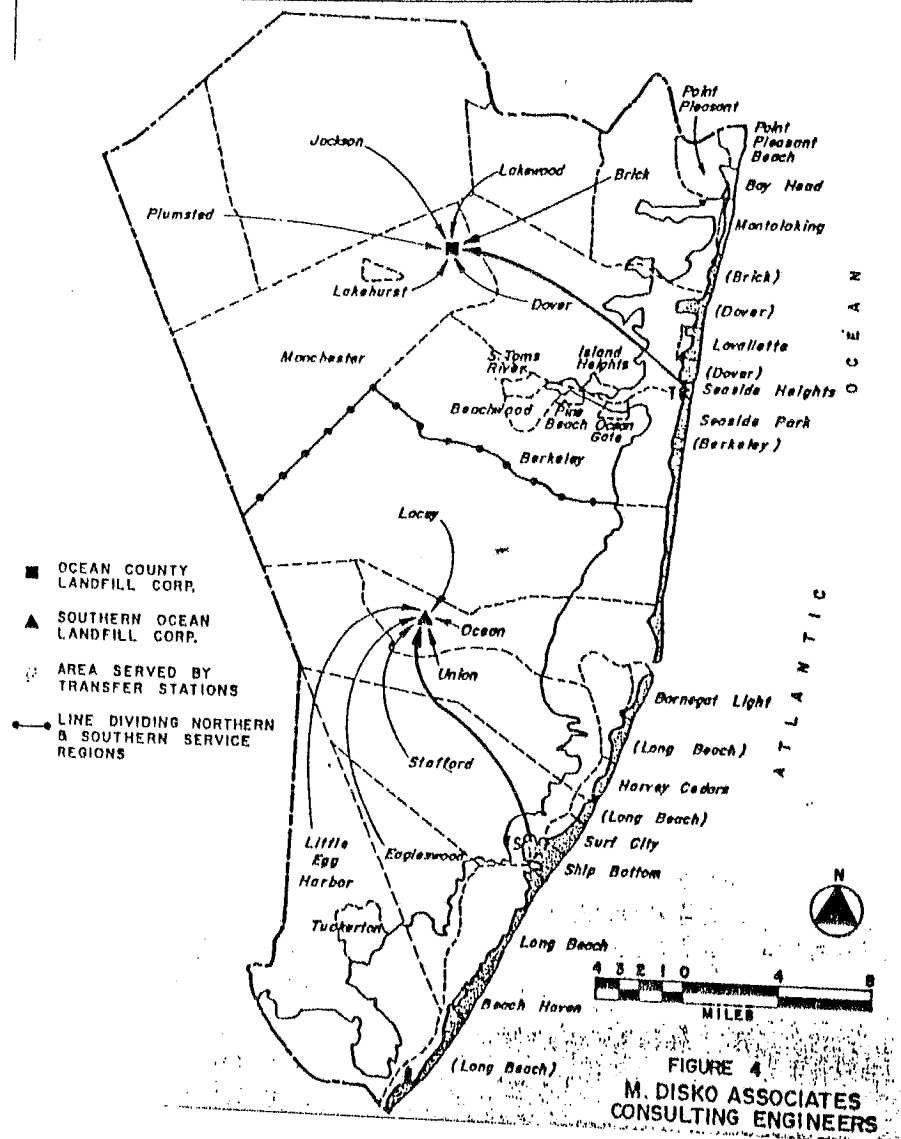 Point
Pleasant
Point
Pleasant
Beach
Bay Head
Mantoloking
(Brick)
(Dover)
Lavallette
(Dover)
Seaside Heights
Seaside Park
(Berkeley)
Jackson
Lakewood
Brick
Plumsted
Lakehurst
Dover
Manchester
S. Toms
River
Island
Heights
Beachwood
Pine
Beach
Ocean
Gate
Berkeley
Lacey
Ocean
Union
Stafford
Little
Egg
Harbor
Eagleswood
Tuckerton
Barnegat Light
(Long Beach)
Harvey Cedars
(Long Beach)
Surf City
Ship Bottom
Long Beach
Beach Haven
(Long Beach)
ATLANTIC
OCEAN
OCEAN COUNTY
LANDFILL CORP.
SOUTHERN OCEAN
LANDFILL CORP.
AREA SERVED BY
TRANSFER STATIONS
LINE DIVIDING NORTHERN
& SOUTHERN SERVICE
REGIONS
N
4 3 2 1 0 4 8
MILES
FIGURE 4
M. DISKO ASSOCIATES
CONSULTING ENGINEERS